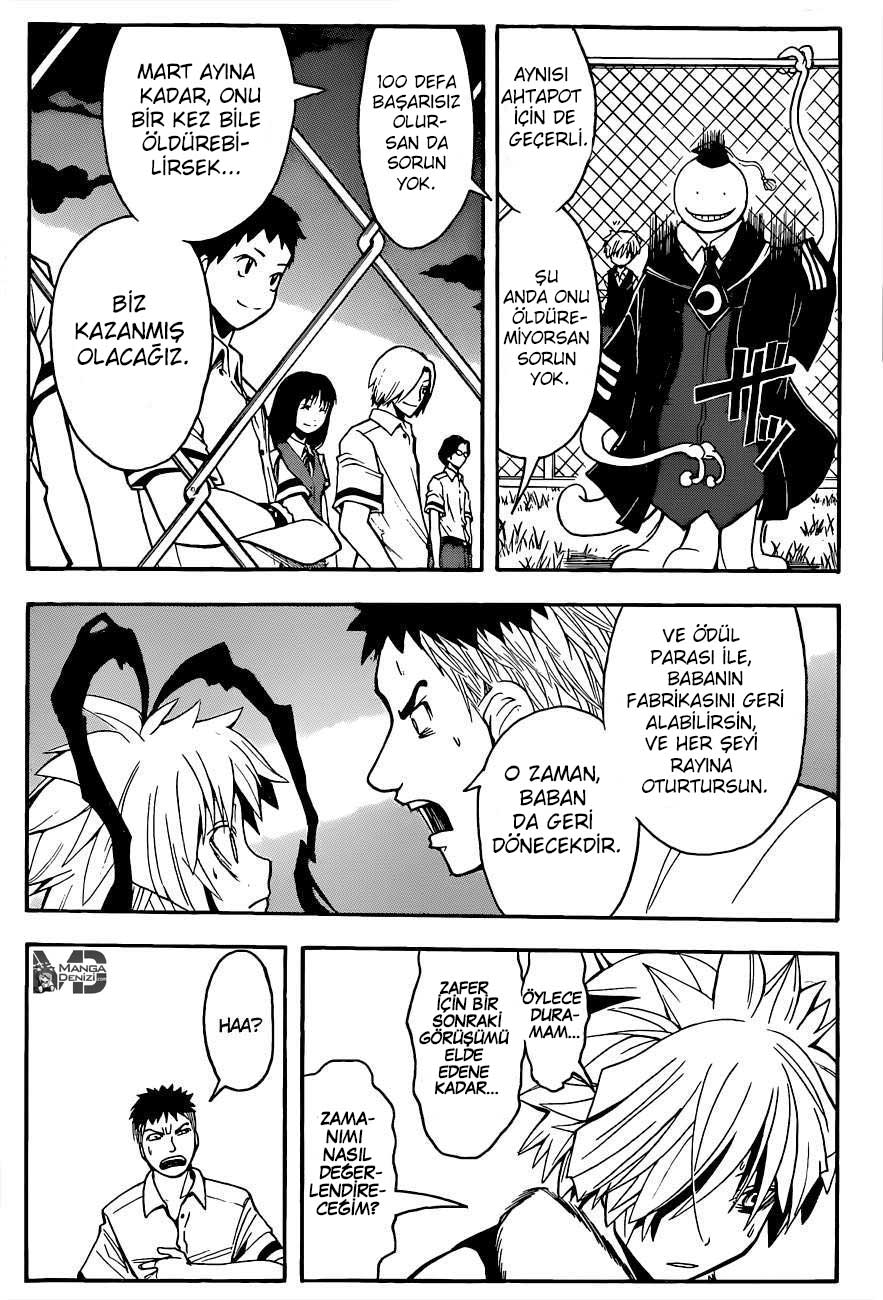 AYNISI
AHTAPOT
İÇİN DE
GEÇERLİ.
ŞU
ANDA ONU
ÖLDÜRE-
MİYORSAN
SORUN
YOK.
100 DEFA
BAŞARISIZ
OLUR-
SAN DA
SORUN
YOK.
MART AYINA
KADAR, ONU
BİR KEZ BİLE
ÖLDÜREBİ-
LİRSEK...
BİZ
KAZANMIŞ
OLACAĞIZ.
VE ÖDÜL
PARASI İLE,
BABANIN
FABRİKASINI GERİ
ALABİLİRSİN,
VE HER ŞEYİ
RAYINA
OTURTURSUN.
O ZAMAN,
BABAN
DA GERİ
DÖNECEKDİR.
ÖYLECE
DURA-
MAM...
ZAFER
İÇİN BİR
SONRAKİ
GÖRÜŞÜMÜ
ELDE
EDENE
KADAR...
ZAMA-
NIMI
NASIL
DEĞER-
LENDİRE-
CEĞİM?
HAA?
MANGA
DENİZİ